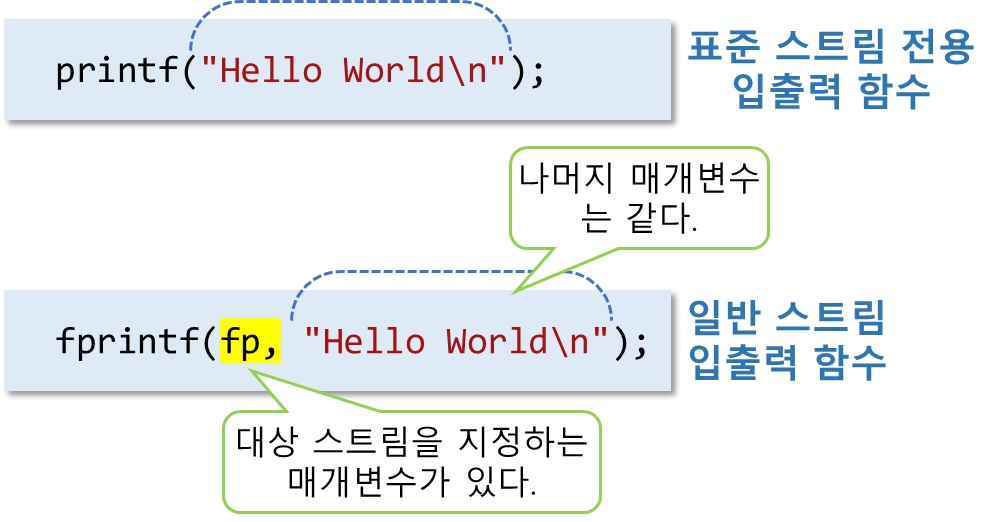 printf("Hello World\n");
표준 스트림 전용
입출력 함수
나머지 매개변수
는 같다.
fprintf(fp, "Hello World\n");
일반 스트림
입출력 함수
대상 스트림을 지정하는
매개변수가 있다.